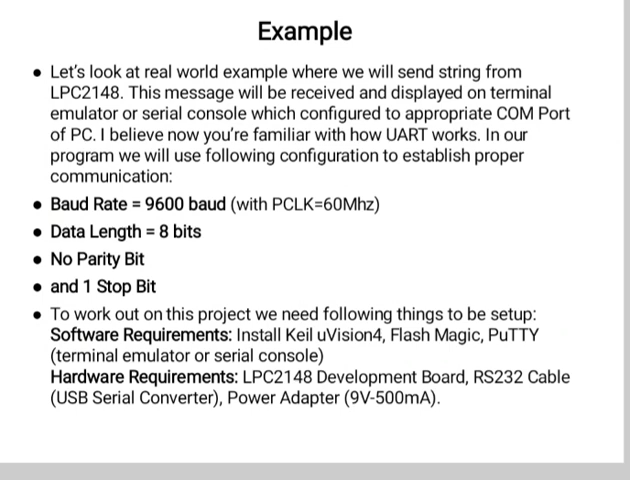 Example
● Let's look at real world example where we will send string from
LPC2148. This message will be received and displayed on terminal
emulator or serial console which configured to appropriate COM Port
of PC. I believe now you're familiar with how UART works. In our
program we will use following configuration to establish proper
communication:
● Baud Rate = 9600 baud (with PCLK=60Mhz)
● Data Length = 8 bits
● No Parity Bit
● and 1 Stop Bit
● To work out on this project we need following things to be setup:
Software Requirements: Install Keil uVision4, Flash Magic, PuTTY
(terminal emulator or serial console)
Hardware Requirements: LPC2148 Development Board, RS232 Cable
(USB Serial Converter), Power Adapter (9V-500mA).